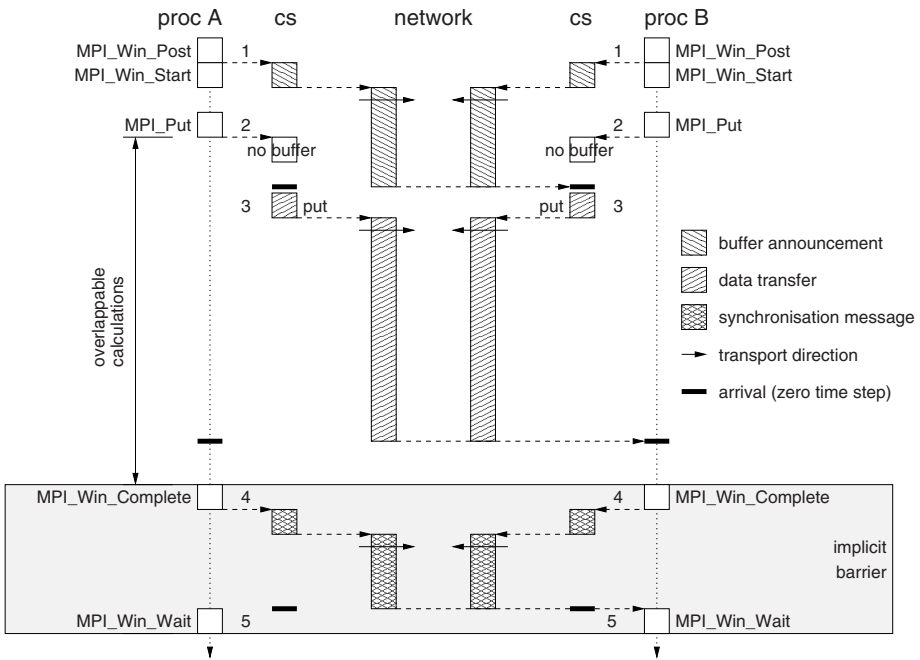 proc A cs network cs proc B
MPI_Win_Post 1 1 MPI_Win_Post
MPI_Win_Start MPI_Win_Start
MPI_Put 2 2 MPI_Put
no buffer no buffer
3 put put 3
overlappable
calculations
buffer announcement
data transfer
synchronisation message
transport direction
arrival (zero time step)
MPI_Win_Complete 4 4 MPI_Win_Complete
implicit
barrier
MPI_Win_Wait 5 5 MPI_Win_Wait